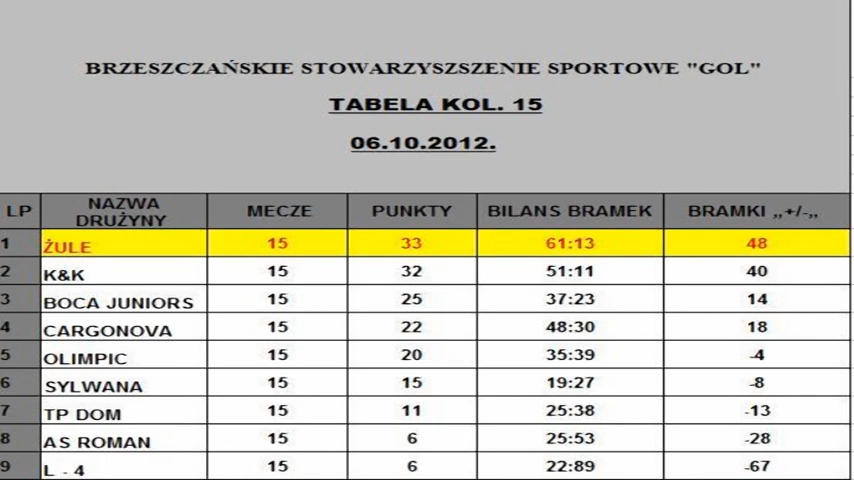 BRZESZCZAŃSKIE STOWARZYSZSZENIE SPORTOWE "GOL"
TABELA KOL. 15
06.10.2012.
LP NAZWA DRUŻYNY MECZE PUNKTY BILANS BRAMEK BRAMKI „+/-„
1 ŻULE 15 33 61:13 48
2 K&K 15 32 51:11 40
3 BOCA JUNIORS 15 25 37:23 14
4 CARGONOVA 15 22 48:30 18
5 OLIMPIC 15 20 35:39 -4
6 SYLWANA 15 15 19:27 -8
7 TP DOM 15 11 25:38 -13
8 AS ROMAN 15 6 25:53 -28
9 L - 4 15 6 22:89 -67